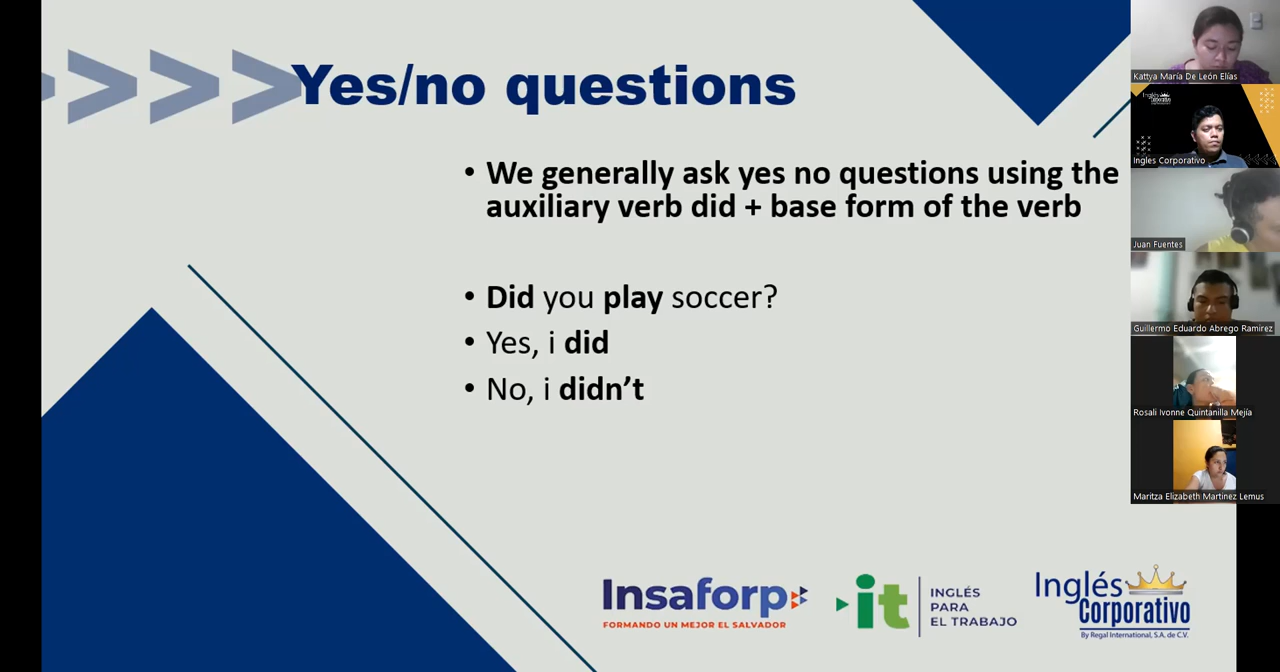 Yes/no questions
• We generally ask yes no questions using the
auxiliary verb did + base form of the verb
• Did you play soccer?
• Yes, i did
• No, i didn’t
Insaforp
FORMANDO UN MEJOR EL SALVADOR
it
INGLÉS
PARA
EL TRABAJO
Inglés
Corporativo
By Regal International, S.A. de C.V.
Kattya María De León Elías
Inglés
Corporativo
Ingles Corporativo
Juan Fuentes
Guillermo Eduardo Abrego Ramirez
Rosali Ivonne Quintanilla Mejía
Maritza Elizabeth Martinez Lemus